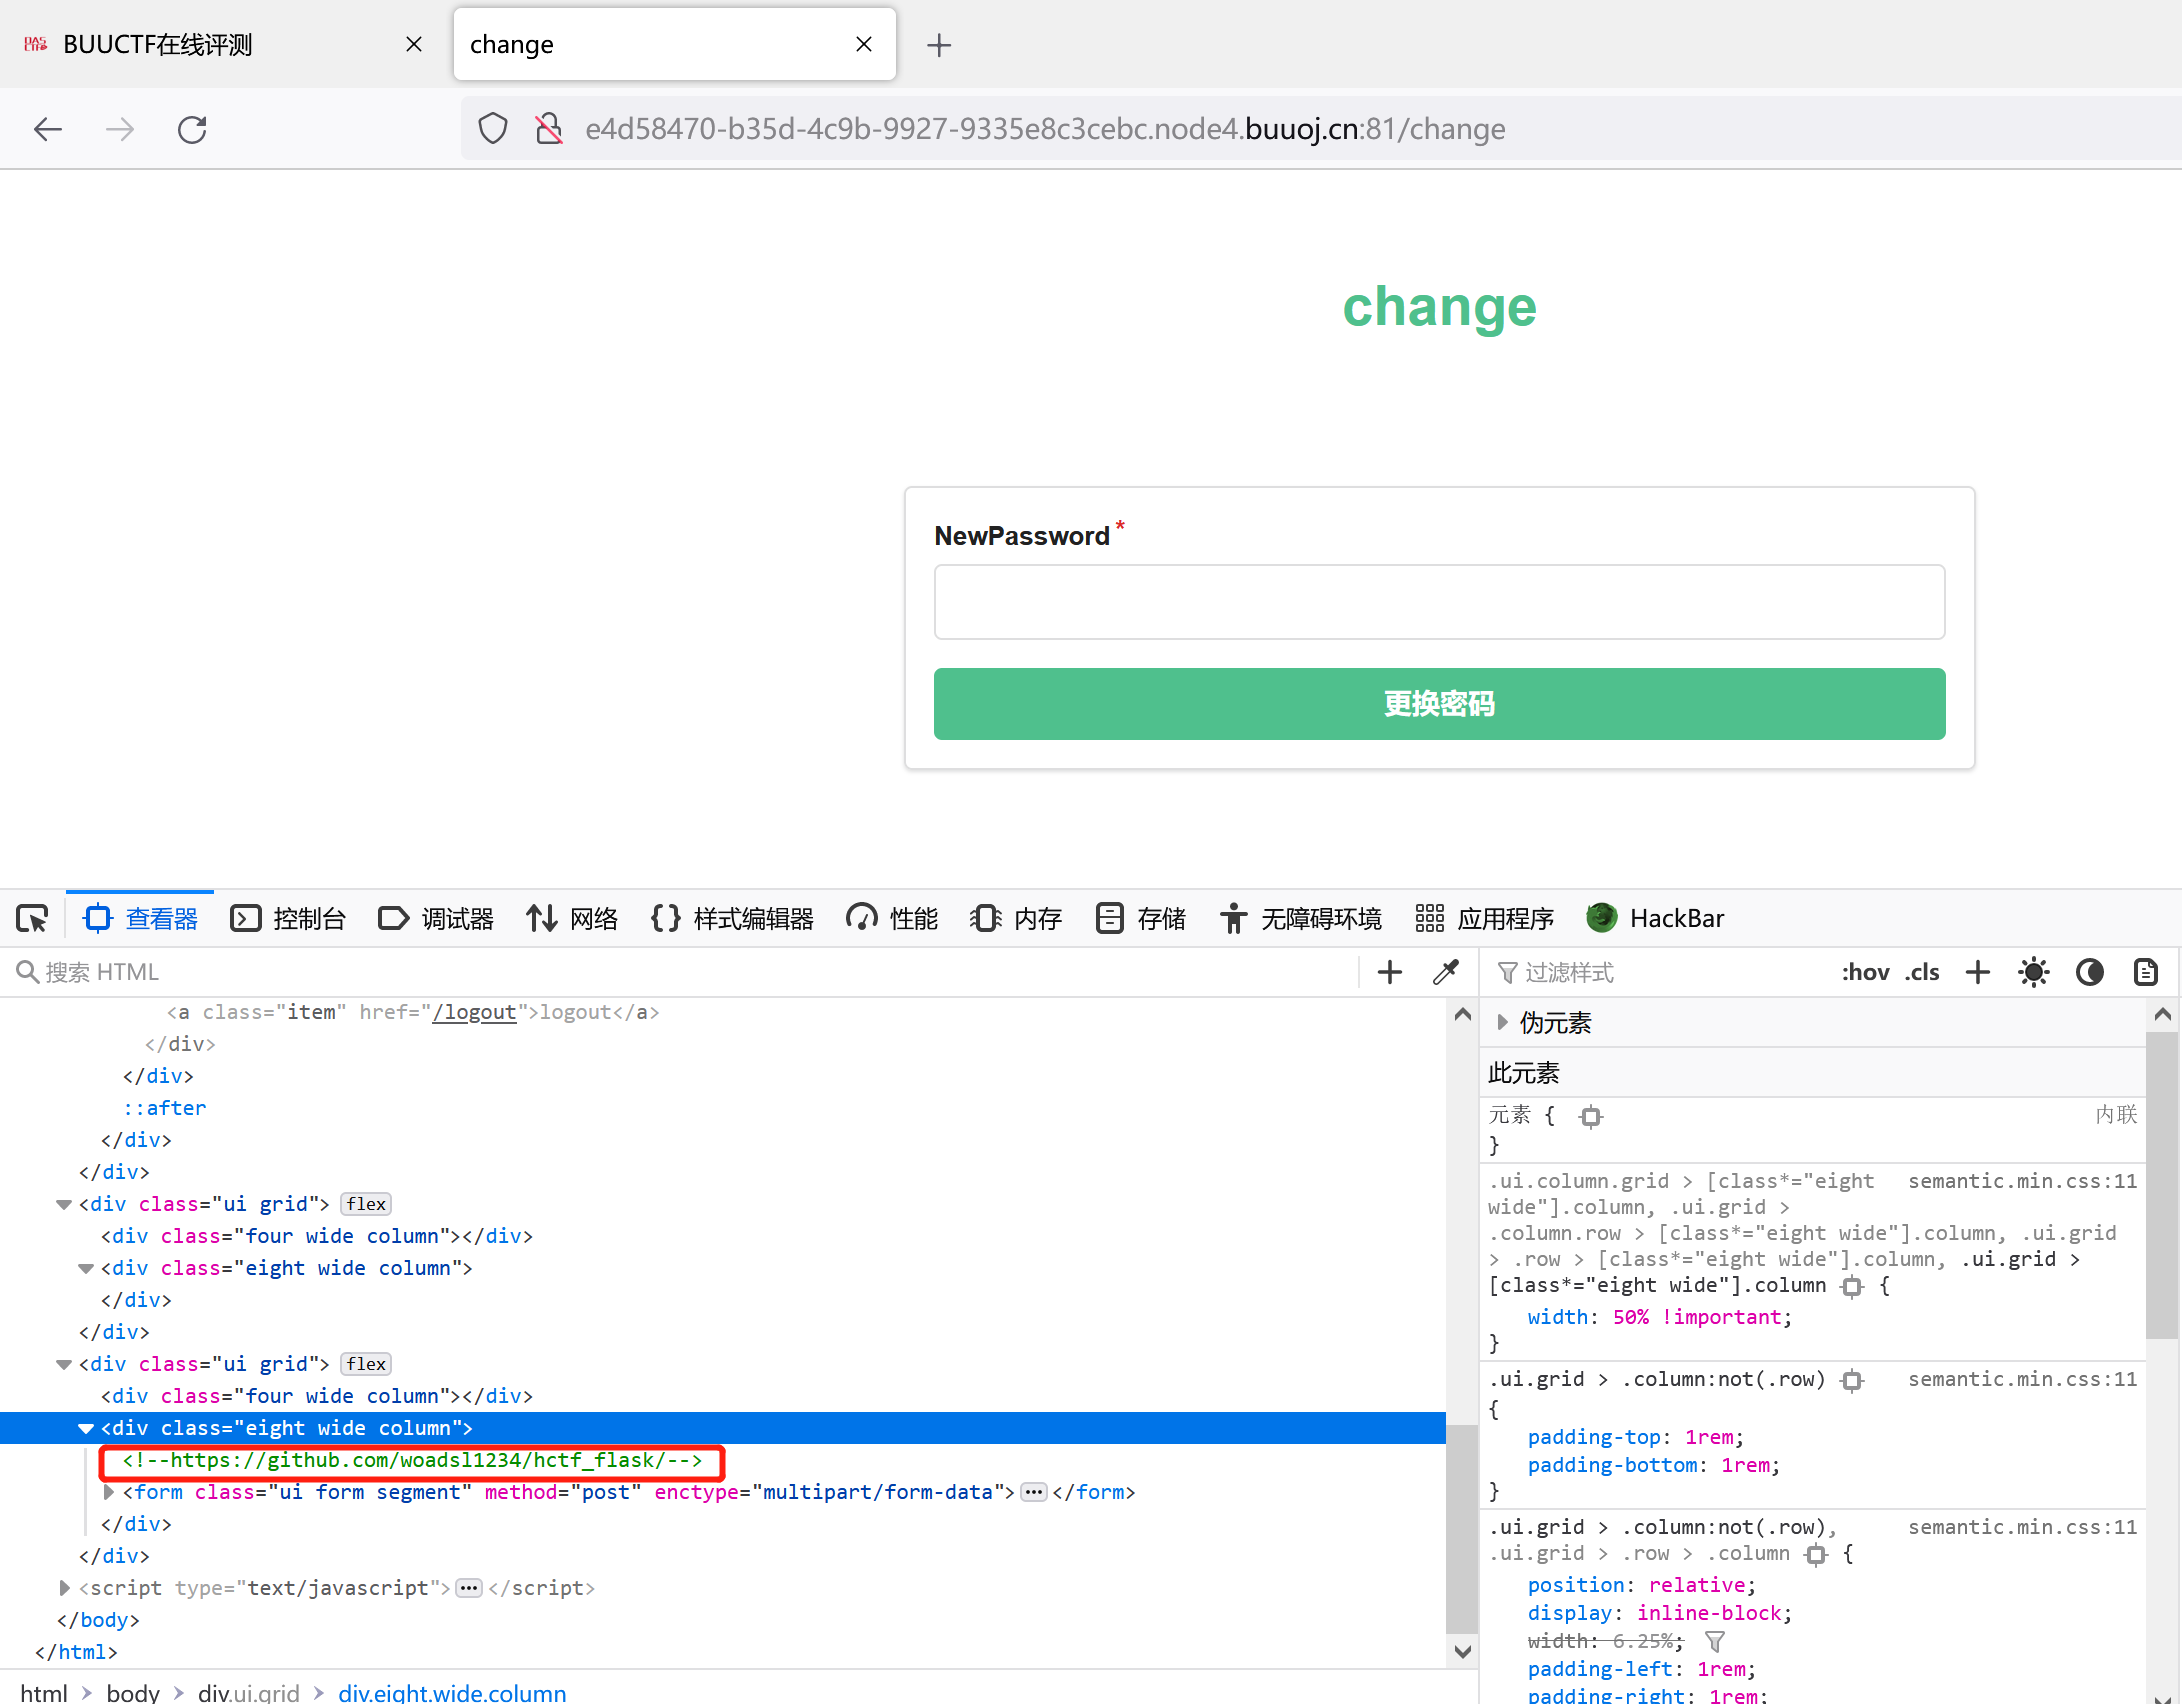 BUUCTF在线评测
change
e4d58470-b35d-4c9b-9927-9335e8c3cebc.node4.buuoj.cn:81/change
change
NewPassword *
更换密码
查看器 控制台 调试器 网络 {} 样式编辑器 性能 内存 存储 无障碍环境 应用程序 HackBar
搜索 HTML
过滤样式 :hov .cls
<a class="item" href="/logout">logout</a>
</div>
</div>
::after
</div>
</div>
<div class="ui grid"> flex
<div class="four wide column"></div>
<div class="eight wide column">
</div>
</div>
<div class="ui grid"> flex
<div class="four wide column"></div>
<div class="eight wide column">
<!--https://github.com/woadsl1234/hctf_flask/-->
<form class="ui form segment" method="post" enctype="multipart/form-data">...</form>
</div>
</div>
<script type="text/javascript">...</script>
</body>
</html>
html > body > div.ui.grid > div.eight.wide.column
伪元素
此元素
元素 { 内联
}
.ui.column.grid > [class*="eight semantic.min.css:11
wide"].column, .ui.grid >
.column.row > [class*="eight wide"].column, .ui.grid
> .row > [class*="eight wide"].column, .ui.grid >
[class*="eight wide"].column {
width: 50% !important;
}
.ui.grid > .column:not(.row) semantic.min.css:11
{
padding-top: 1rem;
padding-bottom: 1rem;
}
.ui.grid > .column:not(.row), semantic.min.css:11
.ui.grid > .row > .column {
position: relative;
display: inline-block;
width: 6.25%;
padding-left: 1rem;
padding-right: 1rem;